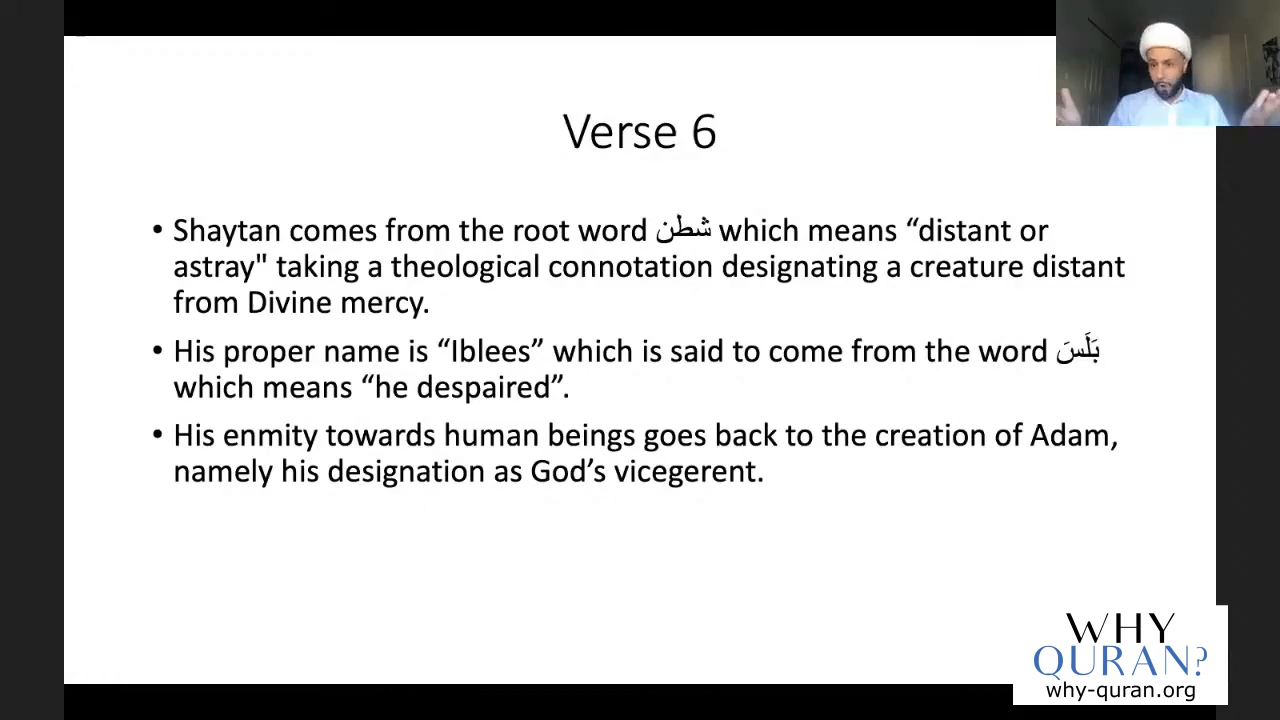 Verse 6
• Shaytan comes from the root word شطن which means “distant or
astray" taking a theological connotation designating a creature distant
from Divine mercy.
• His proper name is “Iblees” which is said to come from the word بَلَسَ
which means “he despaired”.
• His enmity towards human beings goes back to the creation of Adam,
namely his designation as God’s vicegerent.
WHY
QURAN?
why-quran.org